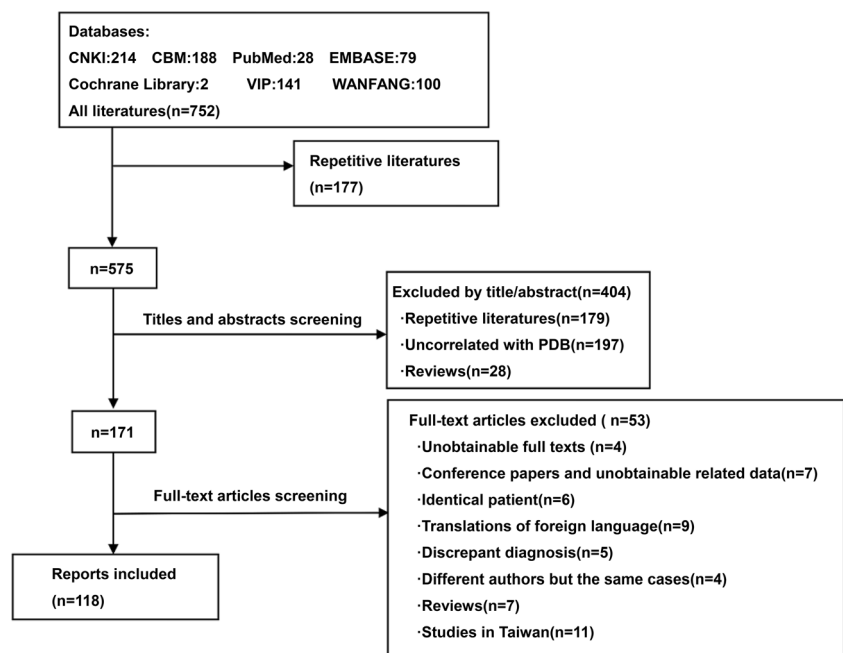 Databases:
CNKI:214 CBM:188 PubMed:28 EMBASE:79
Cochrane Library:2 VIP:141 WANFANG:100
All literatures(n=752)
Repetitive literatures
(n=177)
n=575
Titles and abstracts screening
Excluded by title/abstract(n=404)
·Repetitive literatures(n=179)
·Uncorrelated with PDB(n=197)
·Reviews(n=28)
n=171
Full-text articles screening
Full-text articles excluded ( n=53)
·Unobtainable full texts (n=4)
·Conference papers and unobtainable related data(n=7)
·Identical patient(n=6)
·Translations of foreign language(n=9)
·Discrepant diagnosis(n=5)
·Different authors but the same cases(n=4)
·Reviews(n=7)
·Studies in Taiwan(n=11)
Reports included
(n=118)